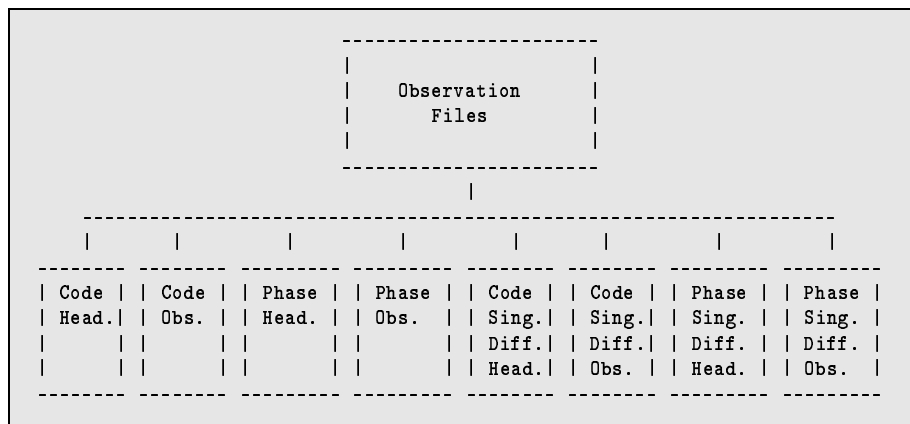 Observation
Files
Code Code Phase Phase Code Code Phase Phase
Head. Obs. Head. Obs. Sing. Sing. Sing. Sing.
Diff. Diff. Diff. Diff.
Head. Obs. Head. Obs.